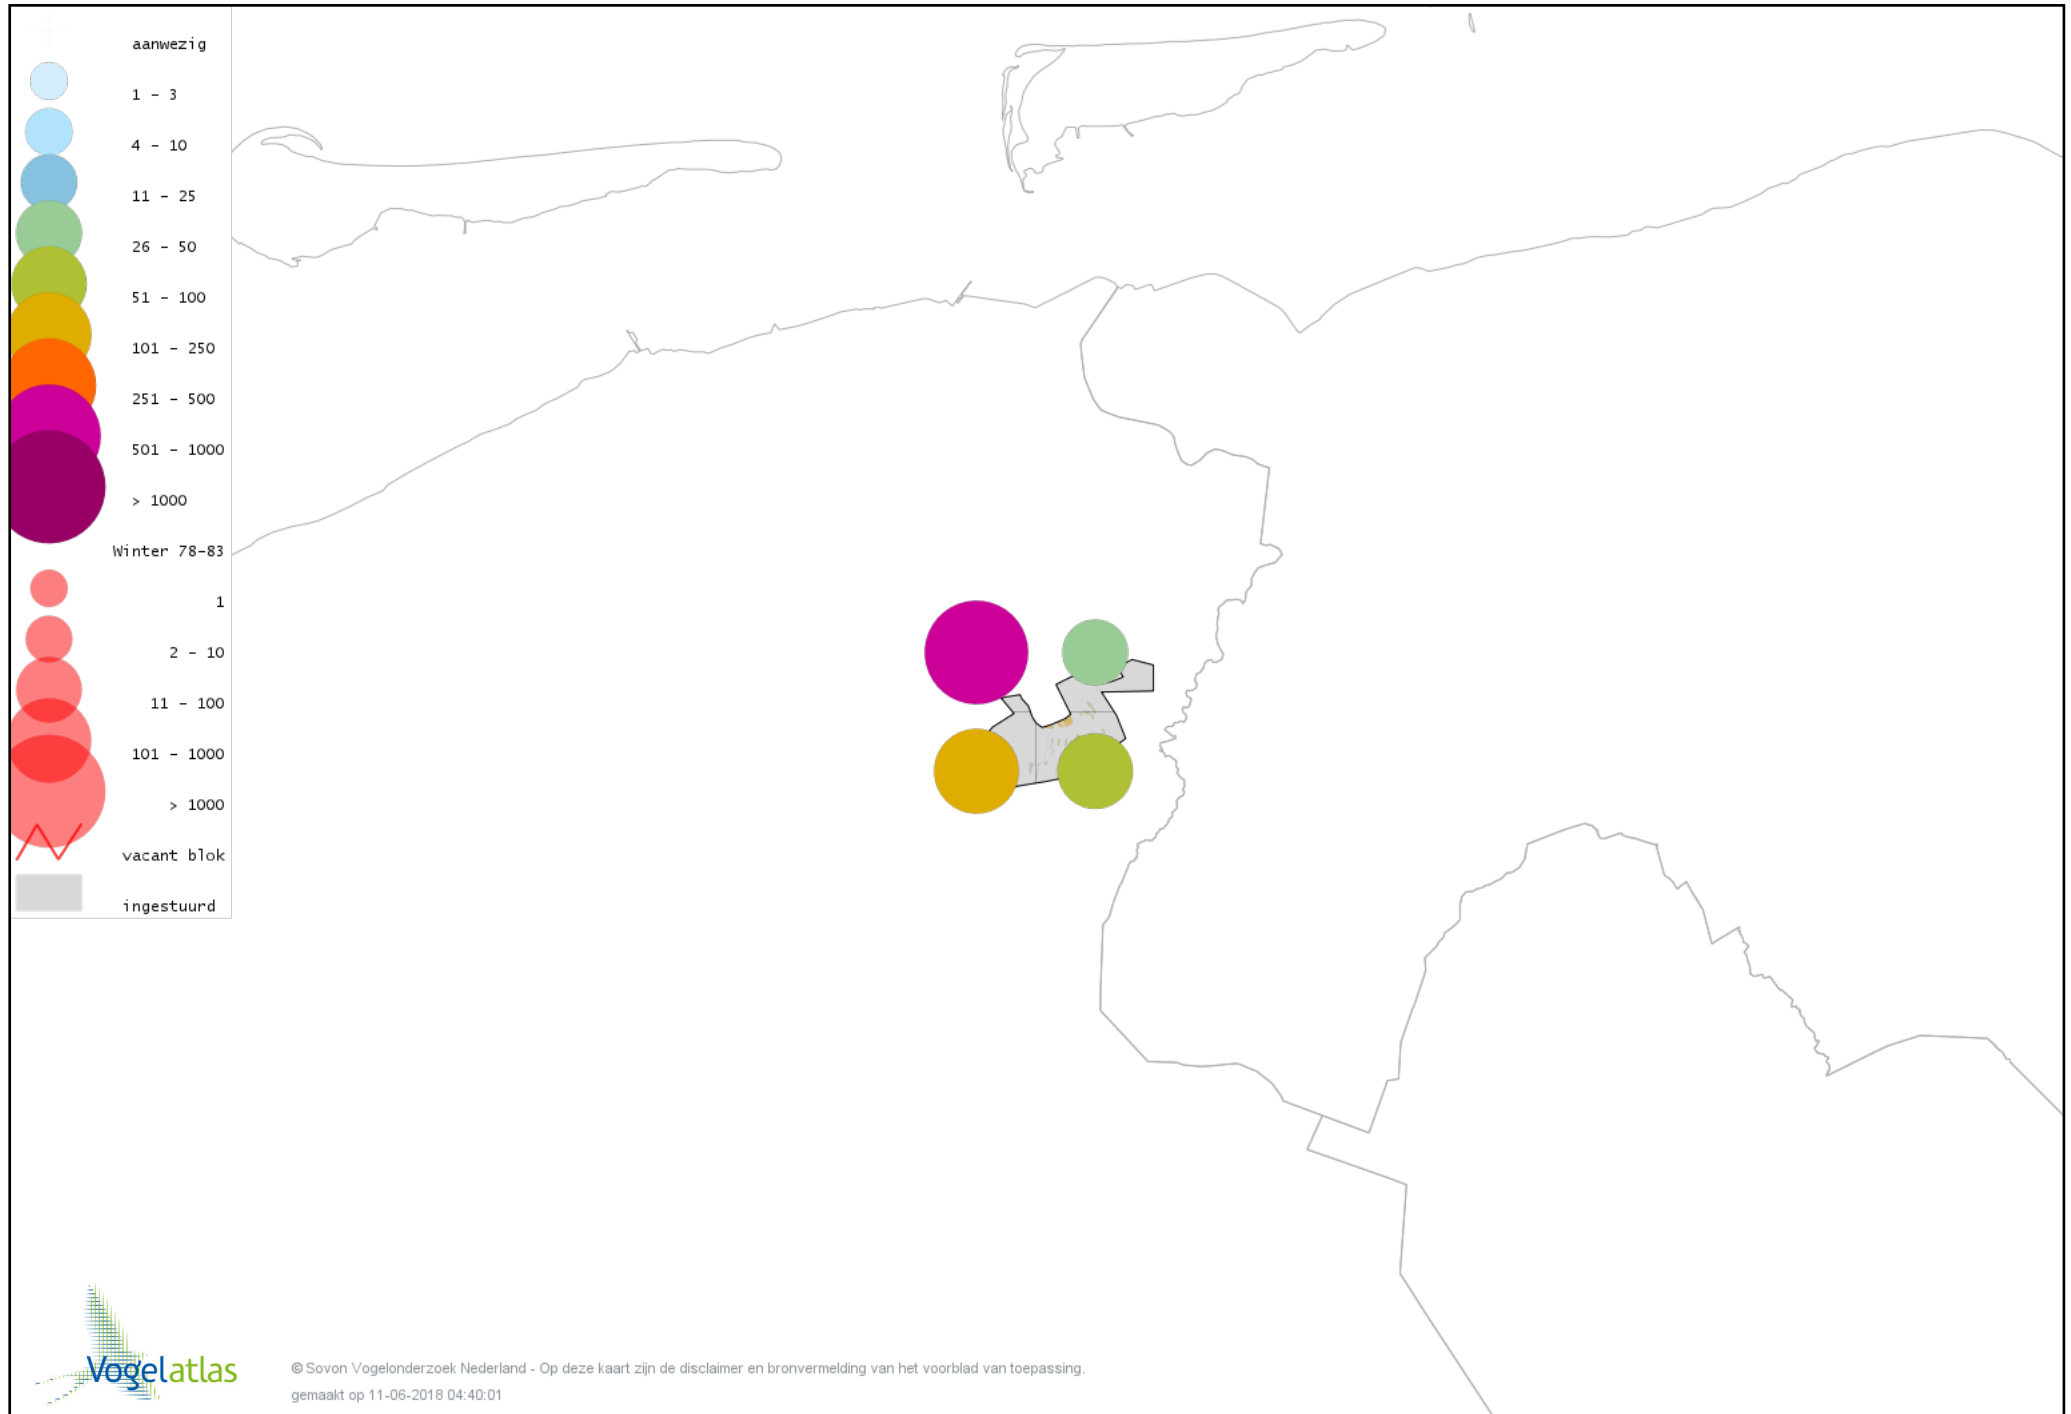 aanwezig
1 - 3
4 - 10
11 - 25
26 - 50
51 - 100
101 - 250
251 - 500
501 - 1000
> 1000
Winter 78-83
1
2 - 10
11 - 100
101 - 1000
> 1000
vacant blok
ingestuurd
Vogelatlas
© Sovon Vogelonderzoek Nederland - Op deze kaart zijn de disclaimer en bronvermelding van het voorblad van toepassing.
gemaakt op 11-06-2018 04:40:01